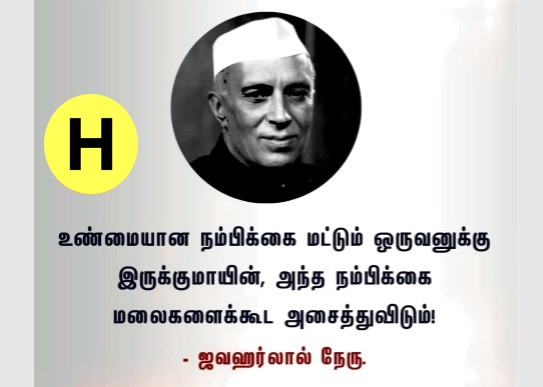 H
உண்மையான நம்பிக்கை மட்டும் ஒருவனுக்கு
இருக்குமாயின், அந்த நம்பிக்கை
மலைகளைக்கூட அசைத்துவிடும்!
- ஜவஹர்லால் நேரு.